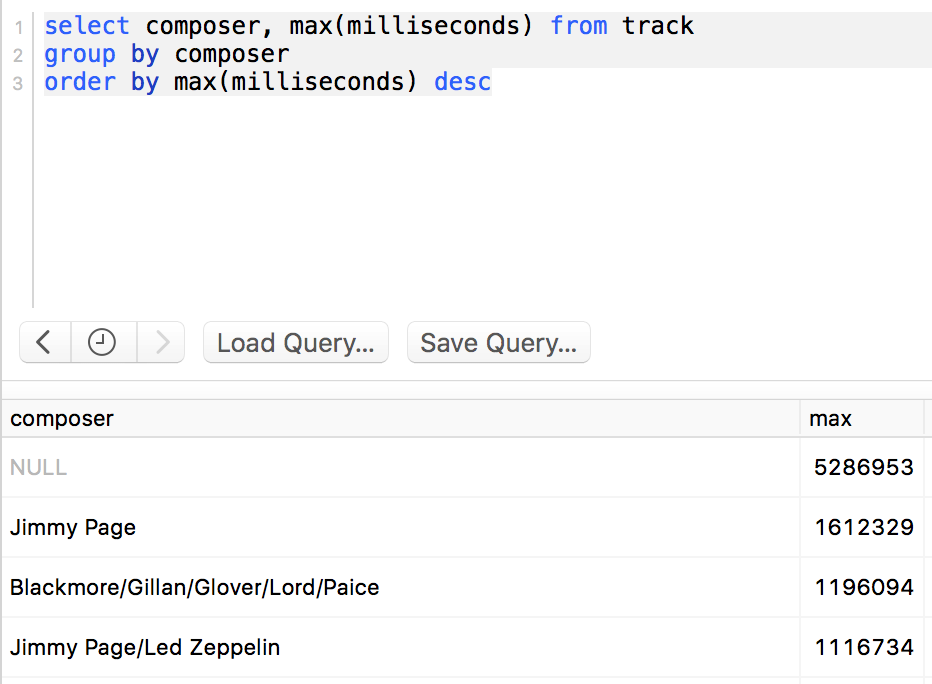 1 select composer, max(milliseconds) from track
2 group by composer
3 order by max(milliseconds) desc
Load Query... Save Query...
composer max
NULL 5286953
Jimmy Page 1612329
Blackmore/Gillan/Glover/Lord/Paice 1196094
Jimmy Page/Led Zeppelin 1116734